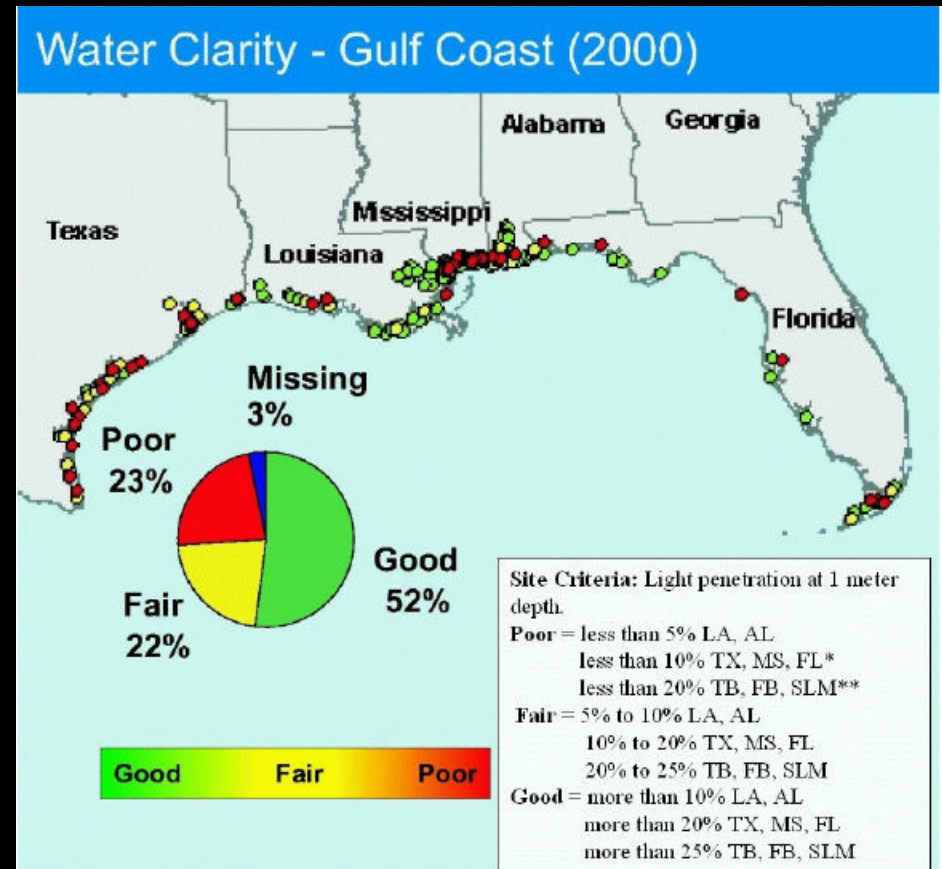 Water Clarity - Gulf Coast (2000)
Alabama
Georgia
Mississippi
Texas
Louisiana
Florida
Missing
3%
Poor
23%
Good
52%
Fair
22%
Good Fair Poor
Site Criteria: Light penetration at 1 meter
depth.
Poor = less than 5% LA, AL
less than 10% TX, MS, FL*
less than 20% TB, FB, SLM**
Fair = 5% to 10% LA, AL
10% to 20% TX, MS, FL
20% to 25% TB, FB, SLM
Good = more than 10% LA, AL
more than 20% TX, MS, FL
more than 25% TB, FB, SLM